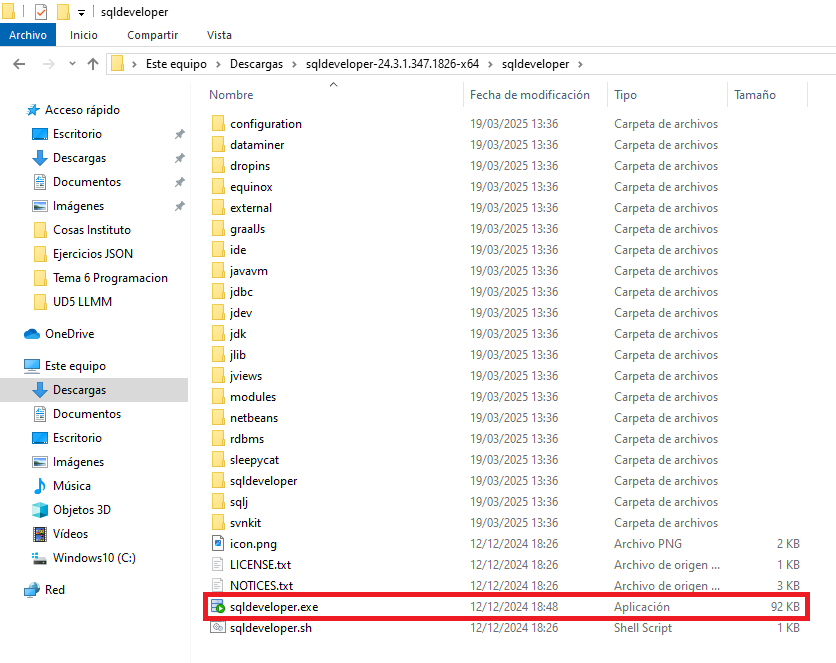 sqldeveloper
Archivo Inicio Compartir Vista
Este equipo Descargas sqldeveloper-24.3.1.347.1826-x64 sqldeveloper
Nombre Fecha de modificación Tipo Tamaño
Acceso rápido
Escritorio
Descargas
Documentos
Imágenes
Cosas Instituto
Ejercicios JSON
Tema 6 Programacion
UD5 LLMM
OneDrive
Este equipo
Descargas
Documentos
Escritorio
Imágenes
Música
Objetos 3D
Vídeos
Windows10 (C:)
Red
configuration 19/03/2025 13:36 Carpeta de archivos
dataminer 19/03/2025 13:36 Carpeta de archivos
dropins 19/03/2025 13:36 Carpeta de archivos
equinox 19/03/2025 13:36 Carpeta de archivos
external 19/03/2025 13:36 Carpeta de archivos
graalJs 19/03/2025 13:36 Carpeta de archivos
ide 19/03/2025 13:36 Carpeta de archivos
javavm 19/03/2025 13:36 Carpeta de archivos
jdbc 19/03/2025 13:36 Carpeta de archivos
jdev 19/03/2025 13:36 Carpeta de archivos
jdk 19/03/2025 13:36 Carpeta de archivos
jlib 19/03/2025 13:36 Carpeta de archivos
jviews 19/03/2025 13:36 Carpeta de archivos
modules 19/03/2025 13:36 Carpeta de archivos
netbeans 19/03/2025 13:36 Carpeta de archivos
rdbms 19/03/2025 13:36 Carpeta de archivos
sleepycat 19/03/2025 13:36 Carpeta de archivos
sqldeveloper 19/03/2025 13:36 Carpeta de archivos
sqlj 19/03/2025 13:36 Carpeta de archivos
svnkit 19/03/2025 13:36 Carpeta de archivos
icon.png 12/12/2024 18:26 Archivo PNG 2 KB
LICENSE.txt 12/12/2024 18:26 Archivo de origen ... 1 KB
NOTICES.txt 12/12/2024 18:26 Archivo de origen ... 3 KB
sqldeveloper.exe 12/12/2024 18:48 Aplicación 92 KB
sqldeveloper.sh 12/12/2024 18:26 Shell Script 1 KB